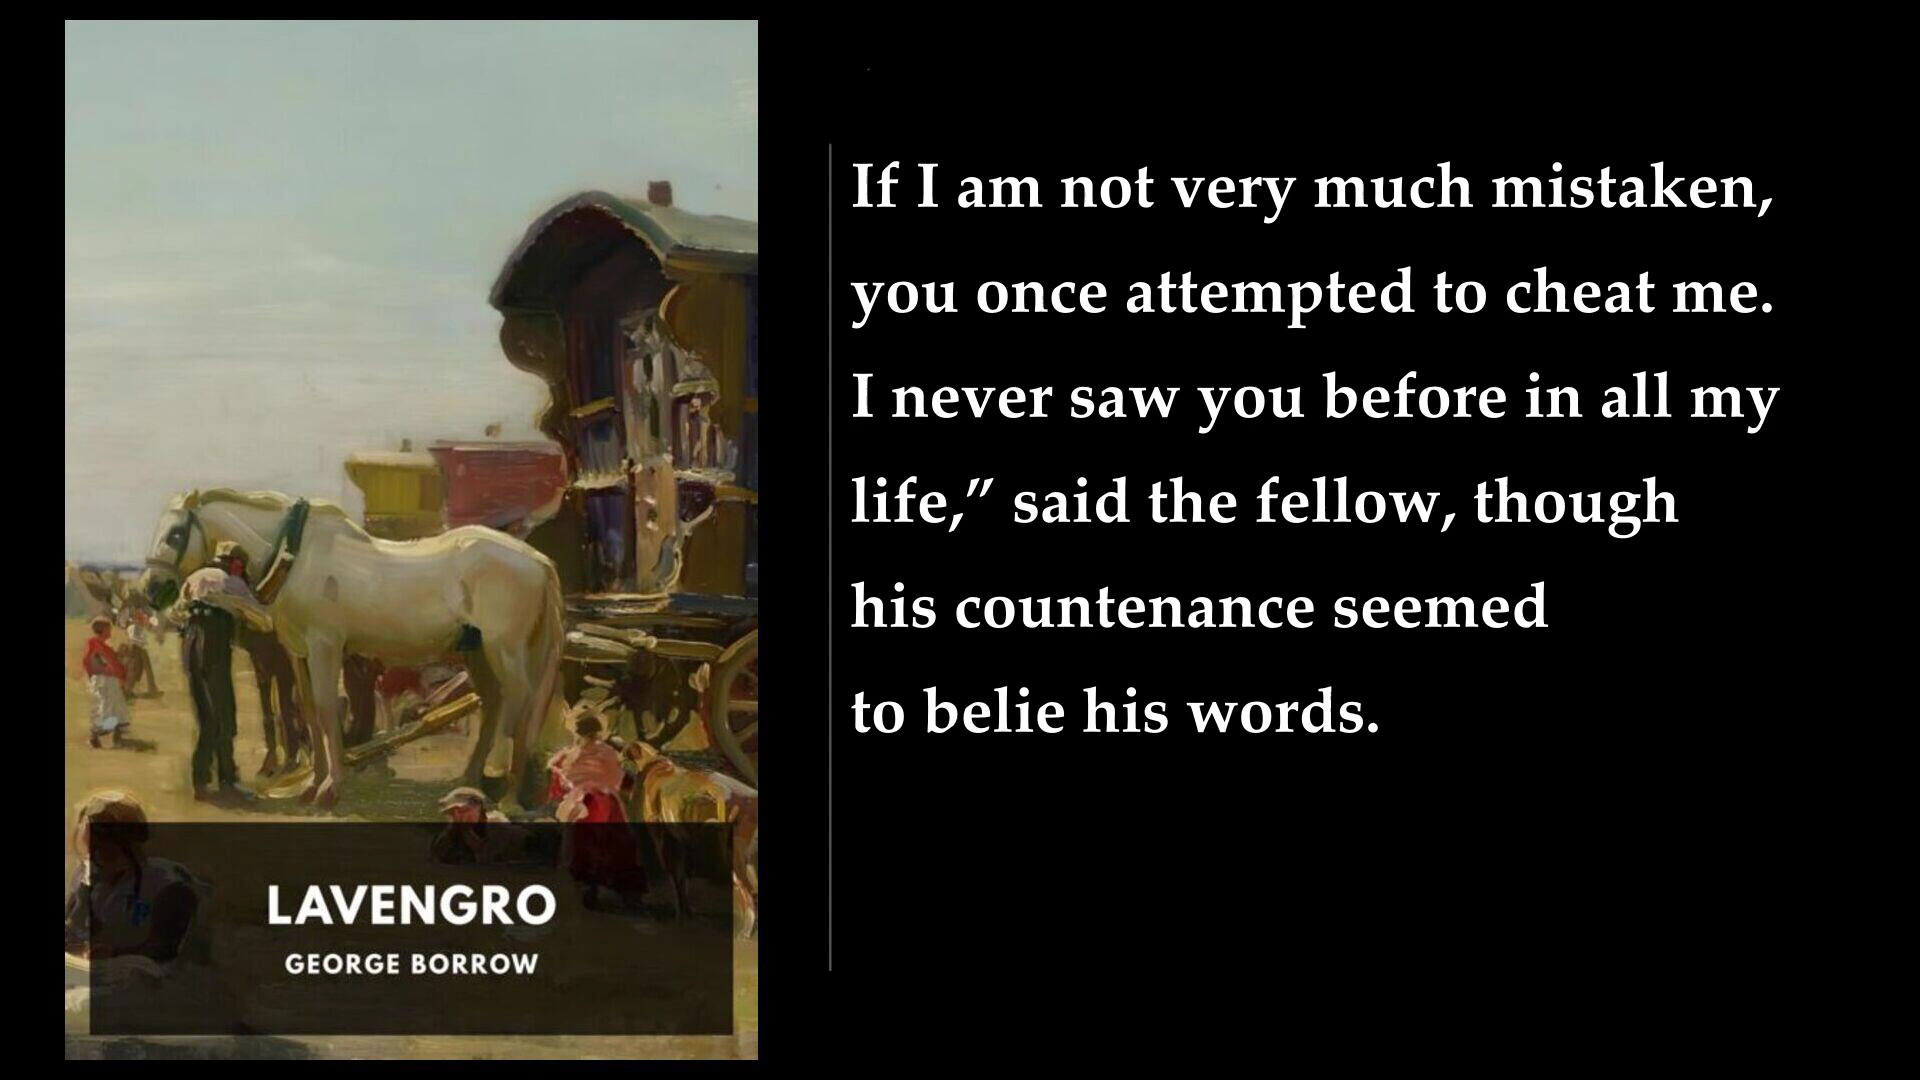 If I am not very much mistaken,
you once attempted to cheat me.
I never saw you before in all my
life,” said the fellow, though
his countenance seemed
to belie his words.
LAVENGRO
GEORGE BORROW